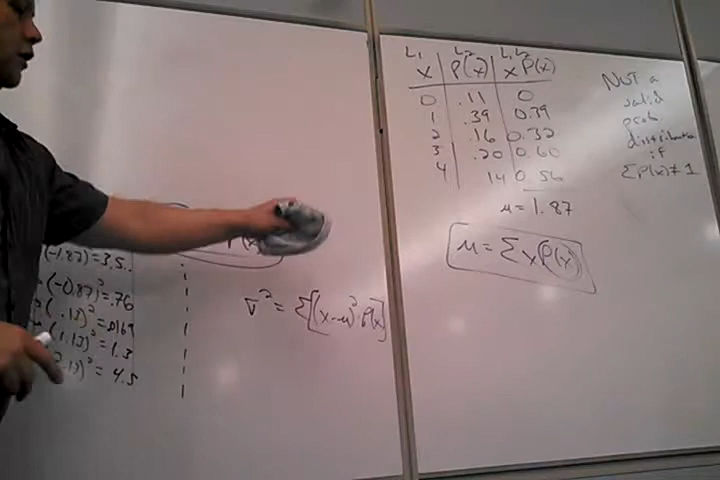 (-1.87)² = 3.5..
(-0.87)² = .76
(.13)² = .0169
(1.13)² = 1.3
2.13)² = 4.5
σ² = Σ[(x-μ)² P(x)]
L₁ L₂ L₁L₂
x P(x) x P(x)
0 .11 0
1 .39 0.39
2 .16 0.32
3 .20 0.60
4 .14 0.56
μ = 1.87
μ = Σ x P(x)
NOT a
valid
prob.
distribution
if
ΣP(x) ≠ 1